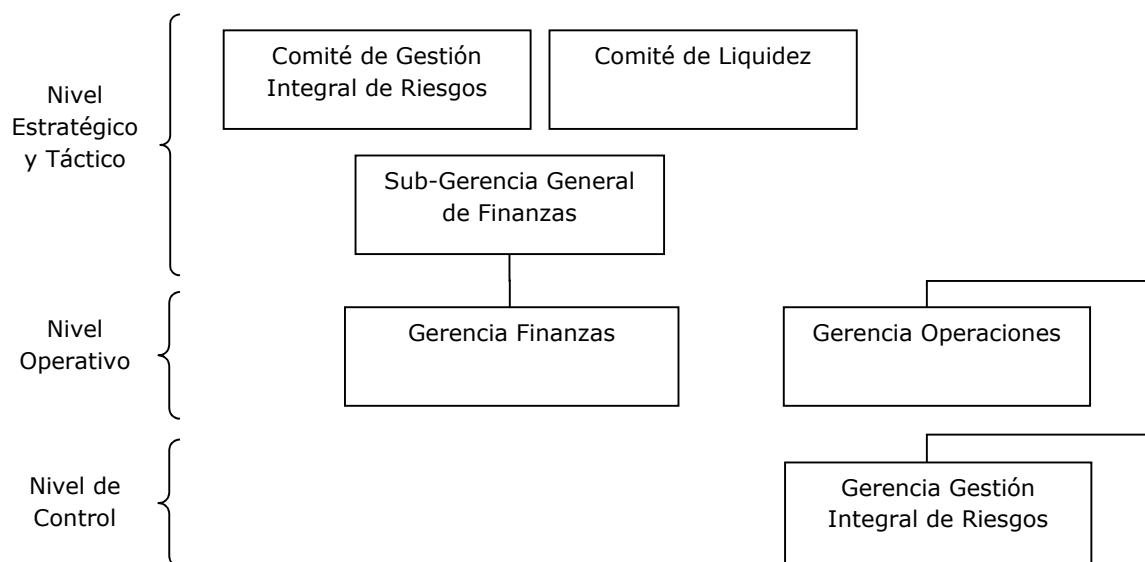 Nivel
Estratégico
y Táctico
Comité de Gestión
Integral de Riesgos
Comité de Liquidez
Sub-Gerencia General
de Finanzas
Nivel
Operativo
Gerencia Finanzas
Gerencia Operaciones
Nivel de
Control
Gerencia Gestión
Integral de Riesgos